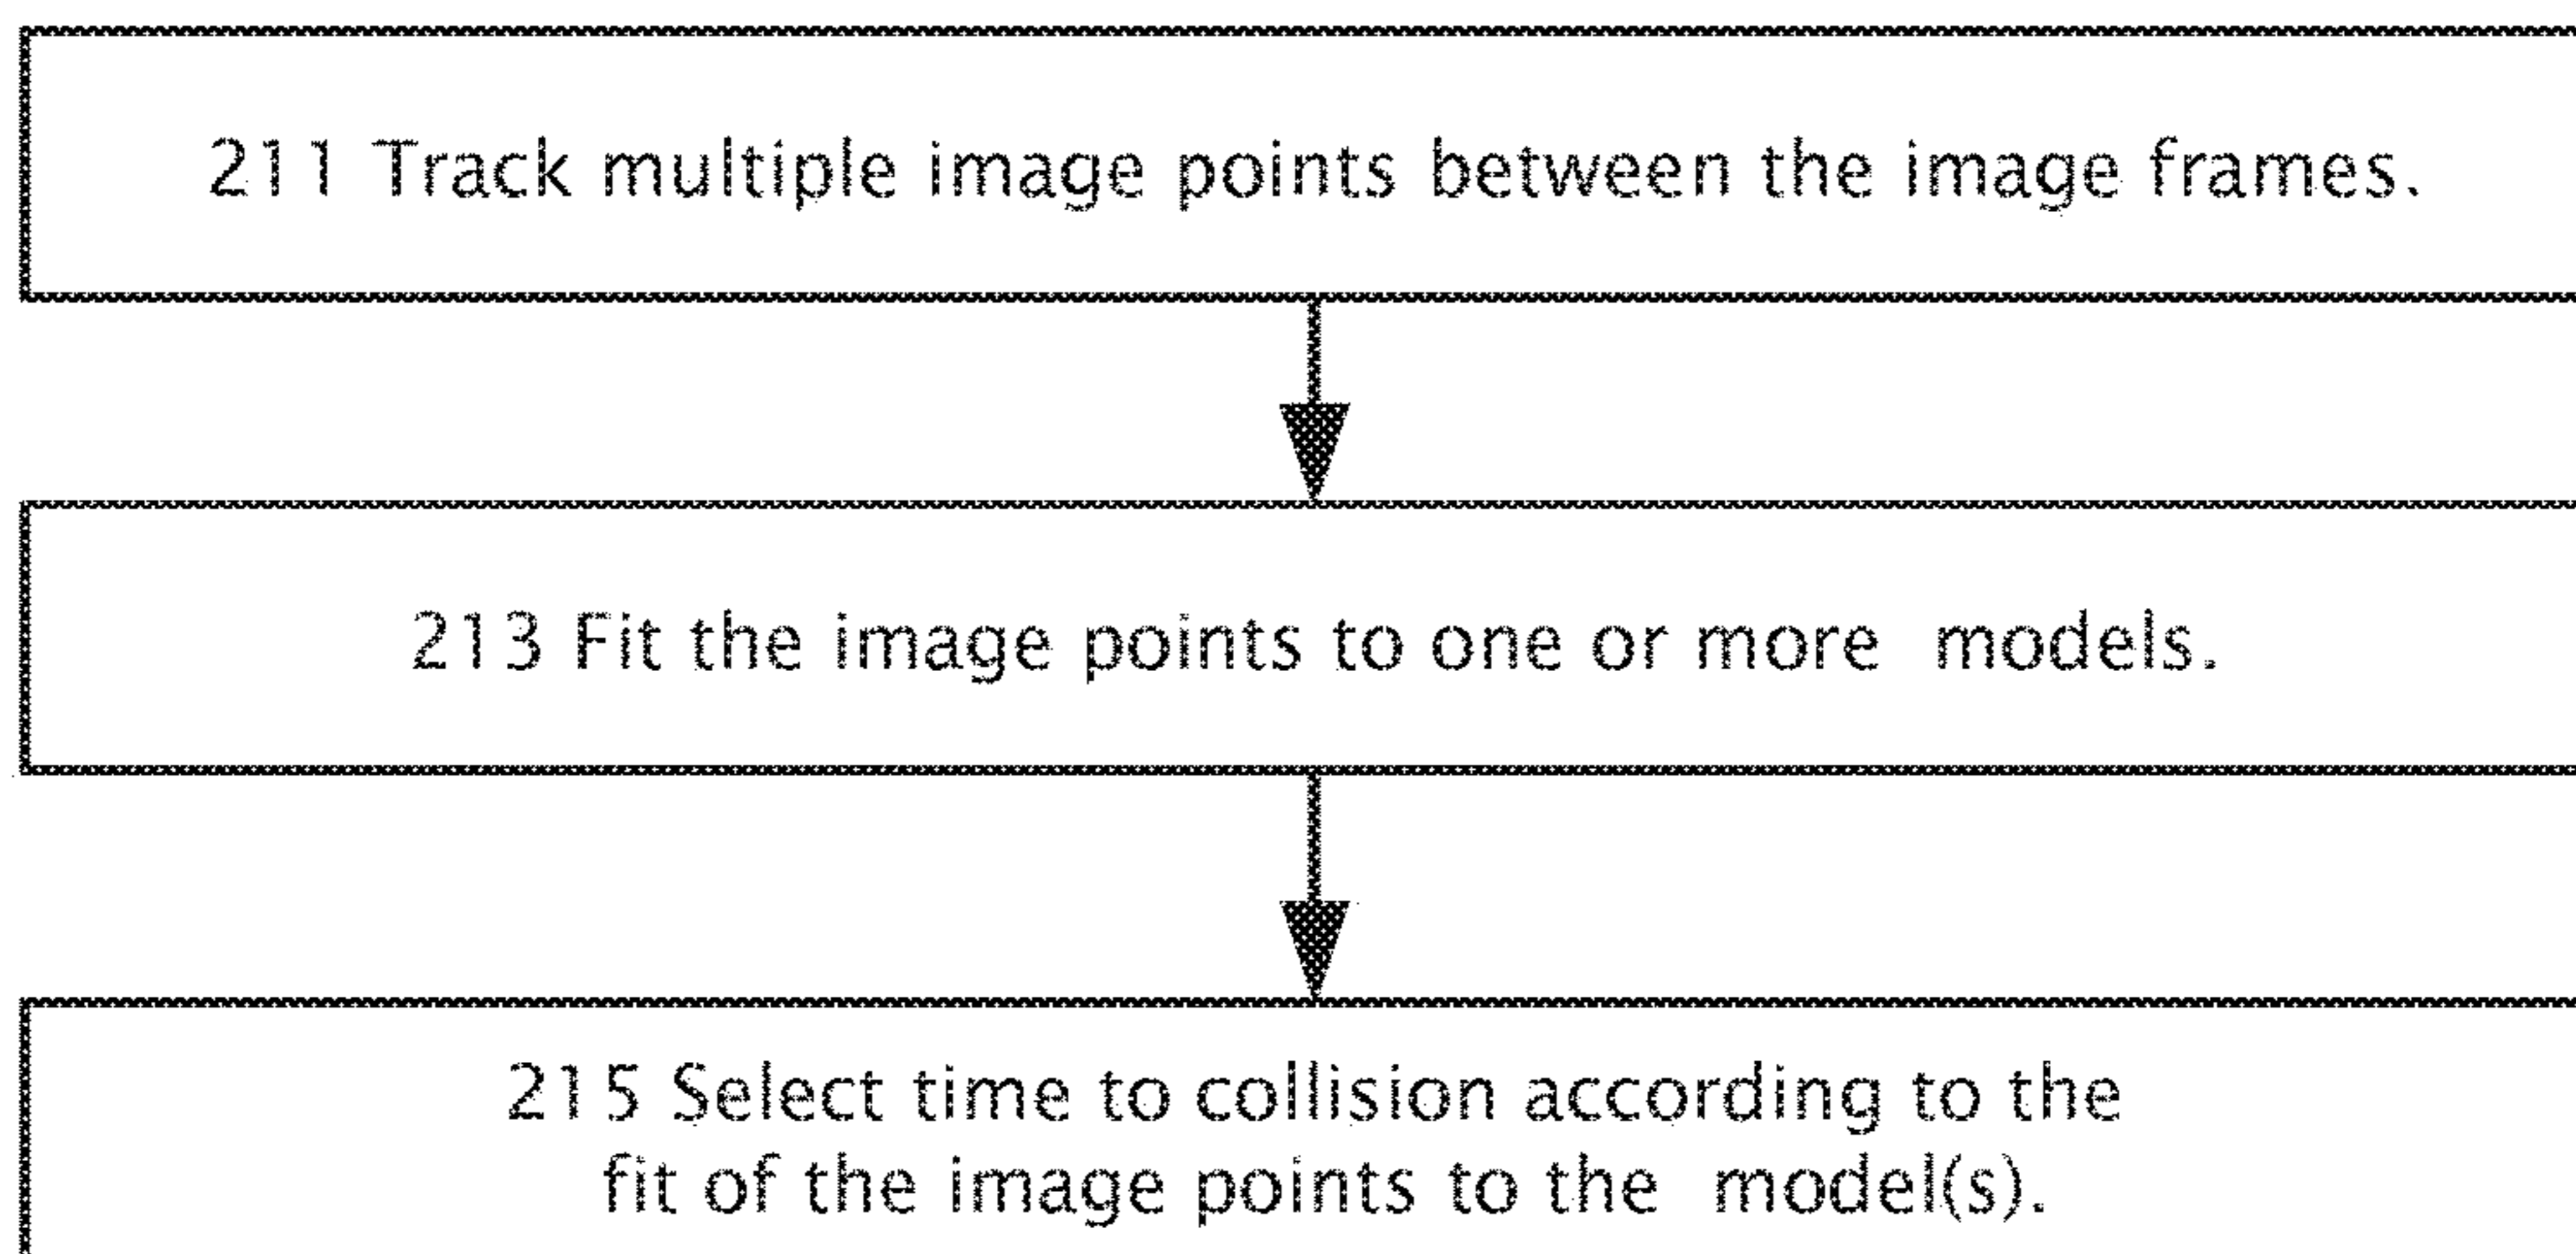 211 Track multiple image points between the image frames.
213 Fit the image points to one or more models.
215 Select time to collision according to the
fit of the image points to the model(s).